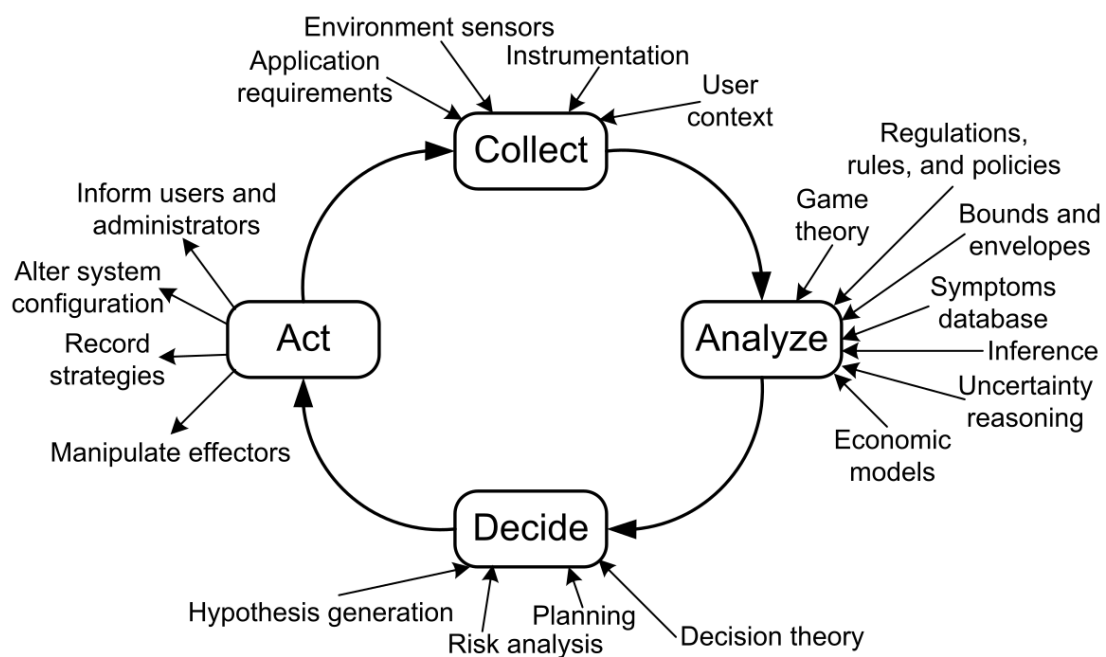 Environment sensors
Application
requirements
Instrumentation
User
context
Collect
Regulations,
rules, and policies
Game
theory
Bounds and
envelopes
Symptoms
database
Inference
Uncertainty
reasoning
Economic
models
Analyze
Decide
Hypothesis generation
Risk analysis
Planning
Decision theory
Act
Inform users and
administrators
Alter system
configuration
Record
strategies
Manipulate effectors